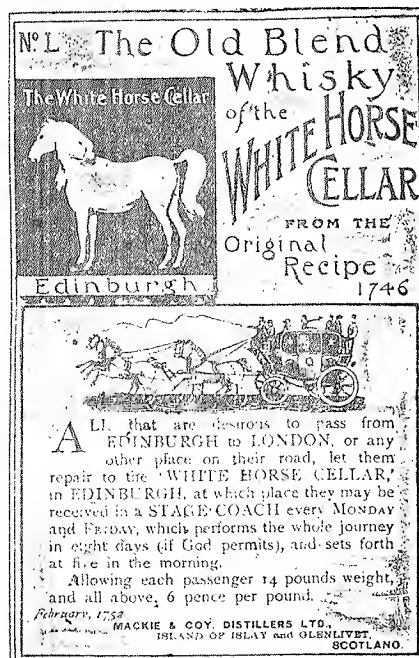 No. L
The Old Blend
Whisky
of the
WHITE HORSE
CELLAR
FROM THE
Original
Recipe
1746
The White Horse Cellar
Edinburgh
ALL that are desirous to pass from
EDINBURGH to LONDON, or any
other place on their road, let them
repair to the 'WHITE HORSE CELLAR,'
in EDINBURGH, at which place they may be
received in a STAGE COACH every MONDAY
and FRIDAY, which performs the whole journey
in eight days (if God permits), and sets forth
at five in the morning.
Allowing each passenger 14 pounds weight,
and all above, 6 pence per pound.
February, 1752
MACKIE & COY. DISTILLERS LTD.,
ISLAND OF ISLAY and GLENLIVET,
SCOTLAND.